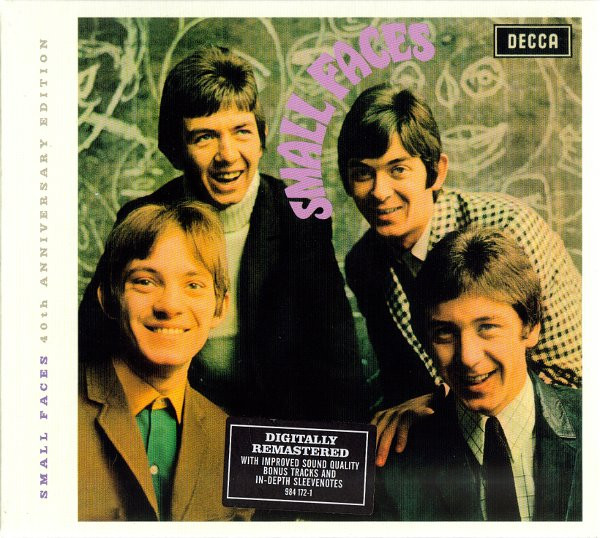 SMALL FACES 40th ANNIVERSARY EDITION
SMALL FACES
DECCA
DIGITALLY
REMASTERED
WITH IMPROVED SOUND QUALITY
BONUS TRACKS AND
IN-DEPTH SLEEVENOTES
984 172-1